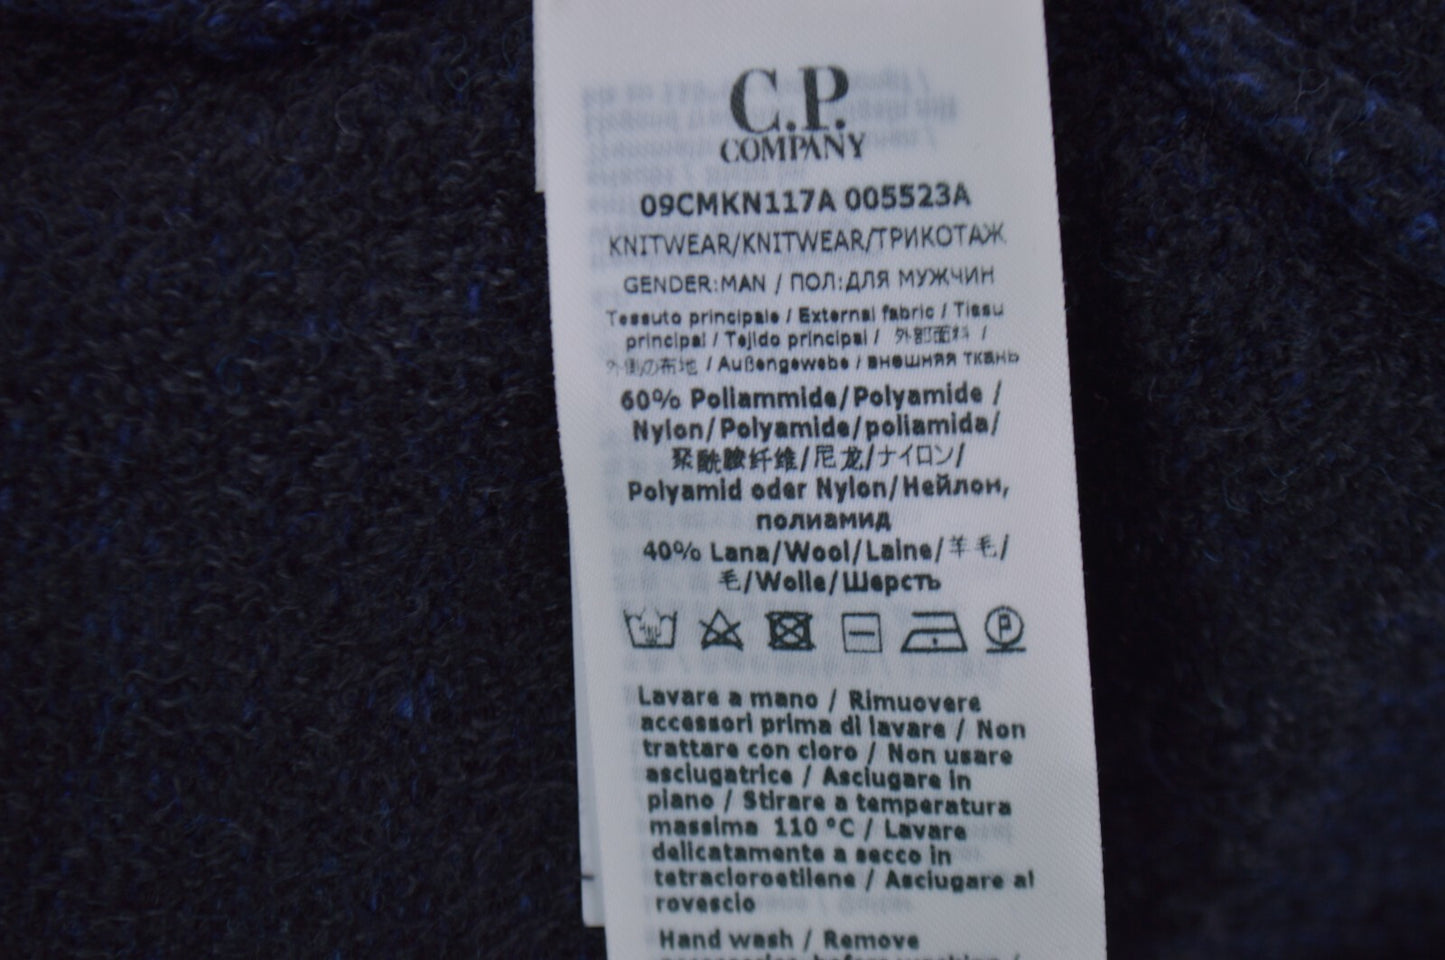 C.P.
COMPANY
09CMKN117A 005523A
KNITWEAR/KNITWEAR/ТРИКОТАЖ
GENDER:MAN / ПОЛ:ДЛЯ МУЖЧИН
Tessuto principale / External fabric / Tissu
principal / Tejido principal / 外部面料 /
外側の布地 / Außengewebe / внешняя ткань
60% Poliammide/Polyamide /
Nylon/Polyamide/poliamida/
聚酰胺纤维/尼龙/ナイロン/
Polyamid oder Nylon/Нейлон,
полиамид
40% Lana/Wool/Laine/羊毛/
毛/Wolle/Шерсть
P
Lavare a mano / Rimuovere
accessori prima di lavare / Non
trattare con cloro / Non usare
asciugatrice / Asciugare in
piano / Stirare a temperatura
massima 110 °C / Lavare
delicatamente a secco in
tetracloroetilene / Asciugare al
rovescio
Hand wash / Remove
accessories before washing /